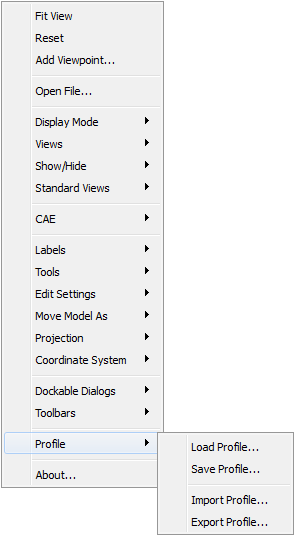 Fit View
Reset
Add Viewpoint...
Open File...
Display Mode
Views
Show/Hide
Standard Views
CAE
Labels
Tools
Edit Settings
Move Model As
Projection
Coordinate System
Dockable Dialogs
Toolbars
Profile
Load Profile...
Save Profile...
Import Profile...
Export Profile...
About...